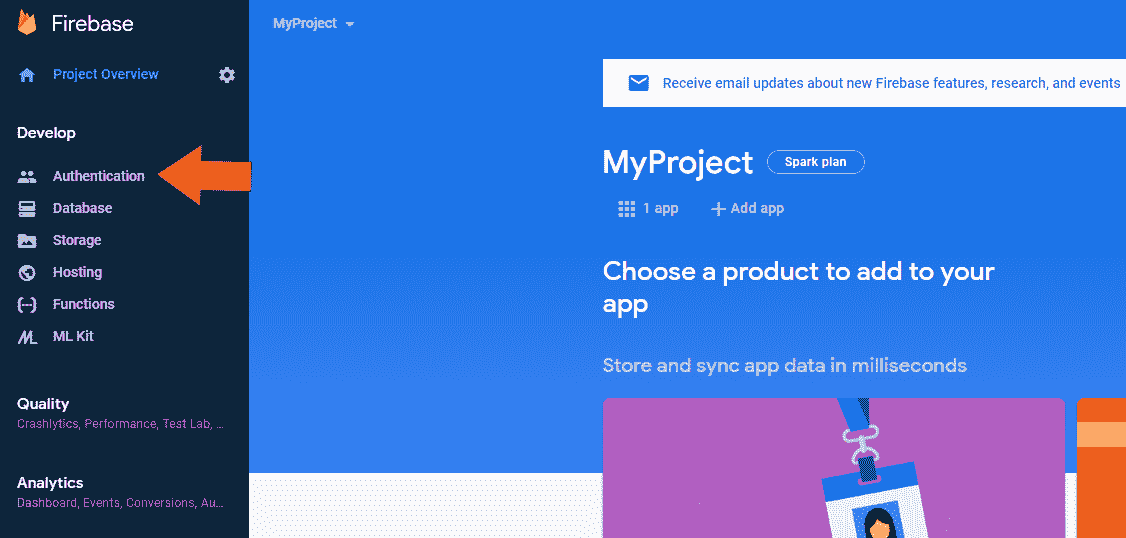 Firebase
Project Overview
Develop
Authentication
Database
Storage
Hosting
Functions
ML Kit
Quality
Crashlytics, Performance, Test Lab, ...
Analytics
Dashboard, Events, Conversions, Au...
MyProject
Receive email updates about new Firebase features, research, and events
MyProject
Spark plan
1 app
Add app
Choose a product to add to your
app
Store and sync app data in milliseconds